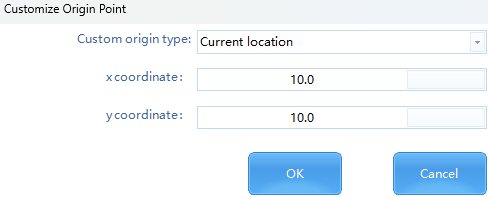 Customize Origin Point
Custom origin type: Current location
x coordinate: 10.0
y coordinate: 10.0
OK Cancel